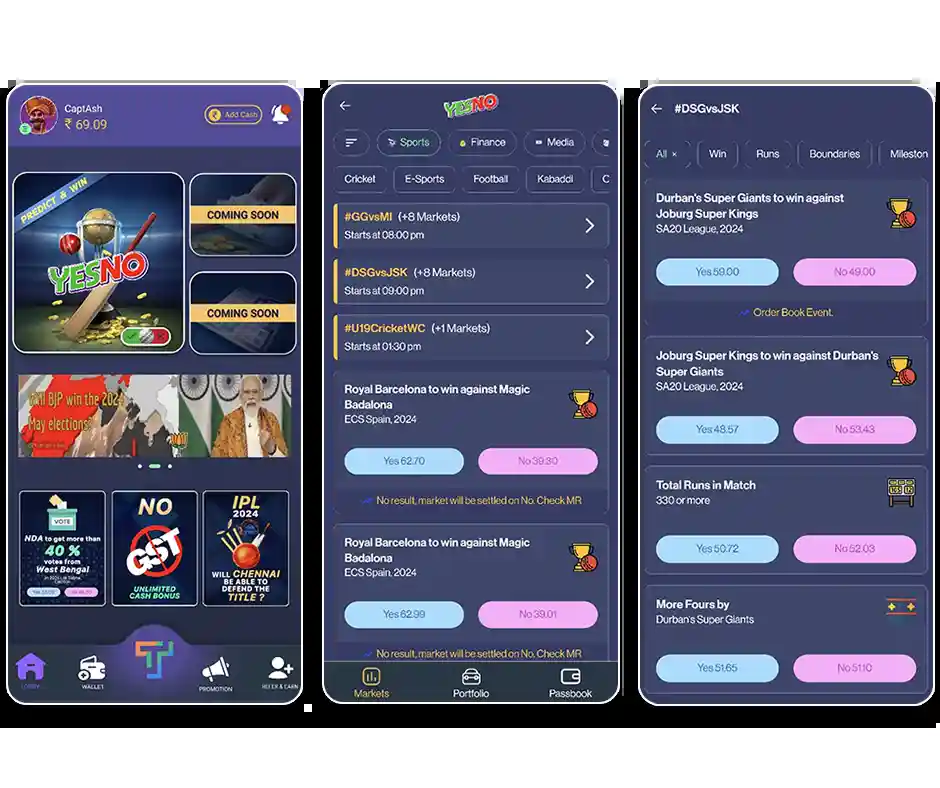 CaptAsh
₹ 69.09
Add Cash
PREDICT & WIN
YESNO
COMING SOON
COMING SOON
Will BJP win the 2024
May elections?
VOTE
NDA to get more than
40 %
votes from
West Bengal
NO
GST
UNLIMITED
CASH BONUS
IPL
2024
WILL CHENNAI
BE ABLE TO
DEFEND THE
TITLE ?
LOBBY
WALLET
PROMOTION
REFER & EARN
YESNO
Sports
Finance
Media
Cricket
E-Sports
Football
Kabaddi
C
#GGvsMI (+8 Markets)
Starts at 08:00 pm
#DSGvsJSK (+8 Markets)
Starts at 09:00 pm
#U19CricketWC (+1 Markets)
Starts at 01:30 pm
Royal Barcelona to win against Magic
Badalona
ECS Spain, 2024
Yes 62.70
No 39.30
No result, market will be settled on No. Check MR
Royal Barcelona to win against Magic
Badalona
ECS Spain, 2024
Yes 62.99
No 39.01
No result, market will be settled on No. Check MR
Markets
Portfolio
Passbook
#DSGvsJSK
All ×
Win
Runs
Boundaries
Mileston
Durban's Super Giants to win against
Joburg Super Kings
SA20 League, 2024
Yes 59.00
No 49.00
Order Book Event.
Joburg Super Kings to win against Durban's
Super Giants
SA20 League, 2024
Yes 48.57
No 53.43
Total Runs in Match
330 or more
Yes 50.72
No 52.03
More Fours by
Durban's Super Giants
Yes 51.65
No 51.10